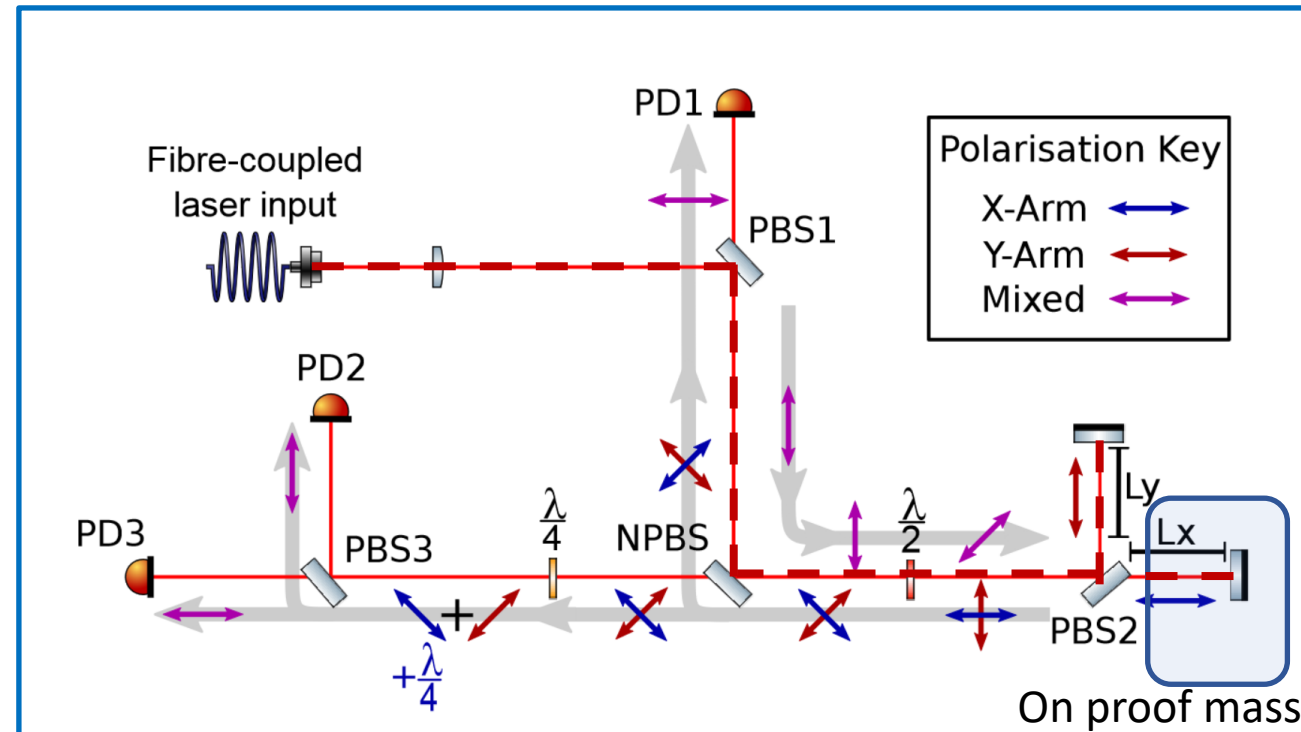 PD1
Fibre-coupled
laser input
Polarisation Key
X-Arm
Y-Arm
Mixed
PBS1
PD2
PD3
PBS3
λ
4
NPBS
λ
2
Ly
Lx
PBS2
+
+λ
4
On proof mass